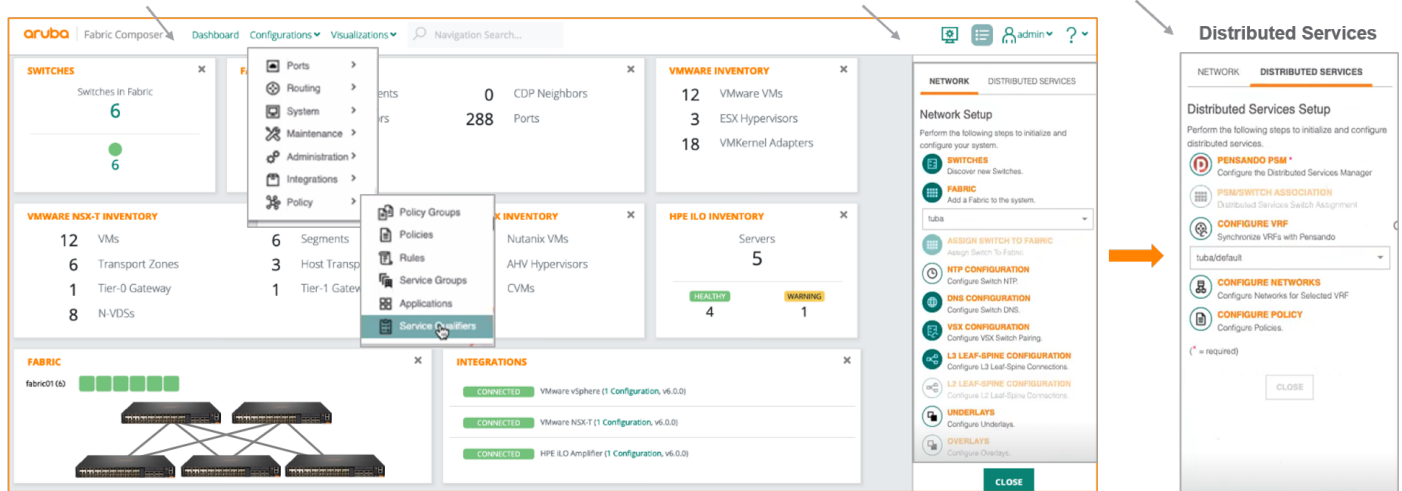 aruba Fabric Composer Dashboard Configurations Visualizations Navigation Search... admin ?
SWITCHES
Switches in Fabric
6
6
Ports
Routing
System
Maintenance
Administration
Integrations
Policy
Policy Groups
Policies
Rules
Service Groups
Applications
Service Qualifiers
0 CDP Neighbors
288 Ports
VMWARE INVENTORY
12 VMware VMs
3 ESX Hypervisors
18 VMKernel Adapters
VMWARE NSX-T INVENTORY
12 VMs
6 Transport Zones
1 Tier-0 Gateway
8 N-VDSs
6 Segments
3 Host Transp
1 Tier-1 Gatew
X INVENTORY
Nutanix VMs
AHV Hypervisors
CVMs
HPE ILO INVENTORY
Servers
5
HEALTHY WARNING
4 1
FABRIC
fabric01 (6)
INTEGRATIONS
CONNECTED VMware vSphere (1 Configuration, v6.0.0)
CONNECTED VMware NSX-T (1 Configuration, v6.0.0)
CONNECTED HPE iLO Amplifier (1 Configuration, v6.0.0)
NETWORK DISTRIBUTED SERVICES
Network Setup
Perform the following steps to initialize and
configure your system.
SWITCHES
Discover new Switches.
FABRIC
Add a Fabric to the system.
tuba
ASSIGN SWITCH TO FABRIC
Assign Switch To Fabric.
NTP CONFIGURATION
Configure Switch NTP.
DNS CONFIGURATION
Configure Switch DNS.
VSX CONFIGURATION
Configure VSX Switch Pairing.
L3 LEAF-SPINE CONFIGURATION
Configure L3 Leaf-Spine Connections.
L2 LEAF-SPINE CONFIGURATION
Configure L2 Leaf-Spine Connections.
UNDERLAYS
Configure Underlays.
OVERLAYS
Configure Overlays.
CLOSE
Distributed Services
NETWORK DISTRIBUTED SERVICES
Distributed Services Setup
Perform the following steps to initialize and configure
distributed services.
PENSANDO PSM *
Configure the Distributed Services Manager
PSM/SWITCH ASSOCIATION
Distributed Services Switch Assignment
CONFIGURE VRF
Synchronize VRFs with Pensando
tuba/default
CONFIGURE NETWORKS
Configure Networks for Selected VRF
CONFIGURE POLICY
Configure Policies.
(* = required)
CLOSE